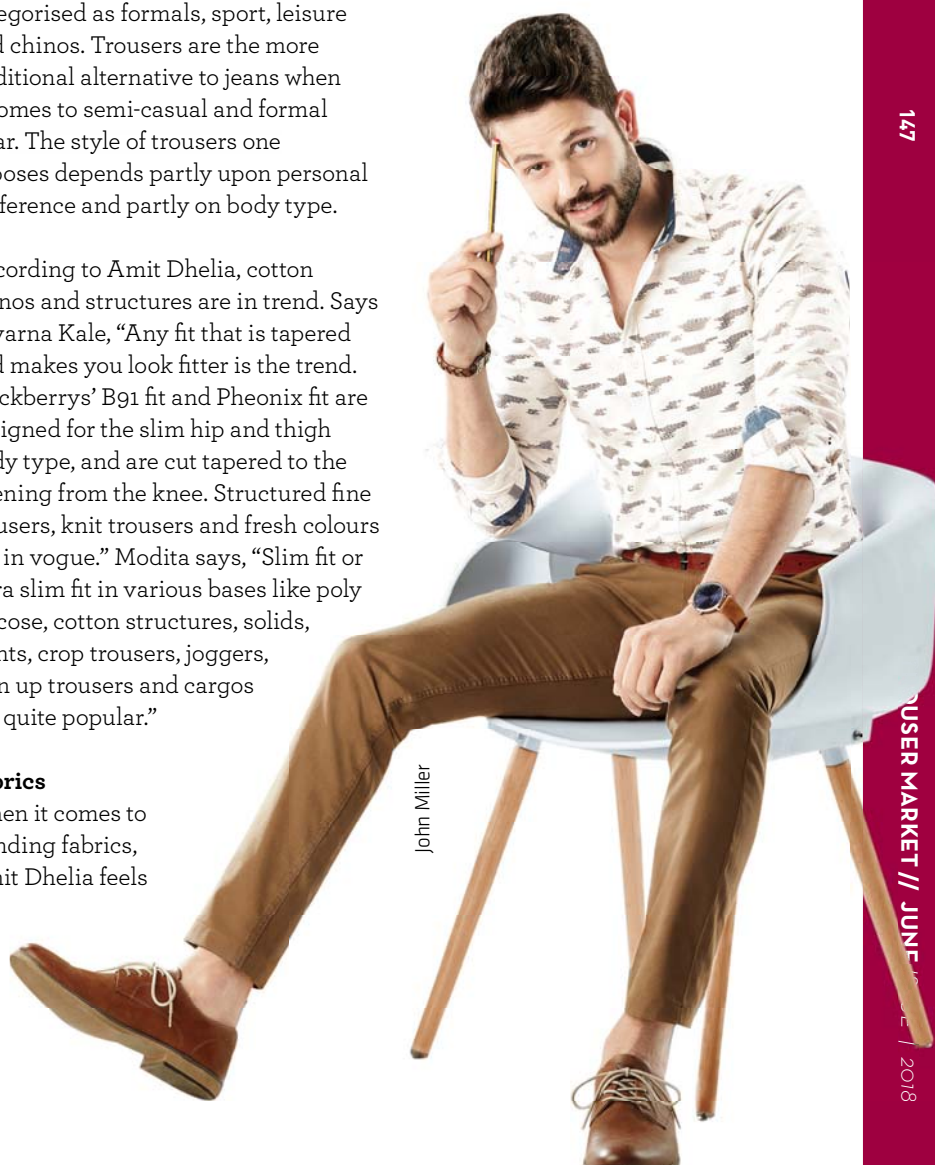 egorised as formals, sport, leisure
d chinos. Trousers are the more
ditional alternative to jeans when
omes to semi-casual and formal
ar. The style of trousers one
oses depends partly upon personal
ference and partly on body type.
cording to Amit Dhelia, cotton
nos and structures are in trend. Says
varna Kale, “Any fit that is tapered
d makes you look fitter is the trend.
ckberrys’ B91 fit and Pheonix fit are
igned for the slim hip and thigh
dy type, and are cut tapered to the
ening from the knee. Structured fine
users, knit trousers and fresh colours
in vogue.” Modita says, “Slim fit or
ra slim fit in various bases like poly
cose, cotton structures, solids,
nts, crop trousers, joggers,
n up trousers and cargos
quite popular.”
brics
hen it comes to
nding fabrics,
nit Dhelia feels
John Miller
147
OUSER MARKET // JUNE | 2018